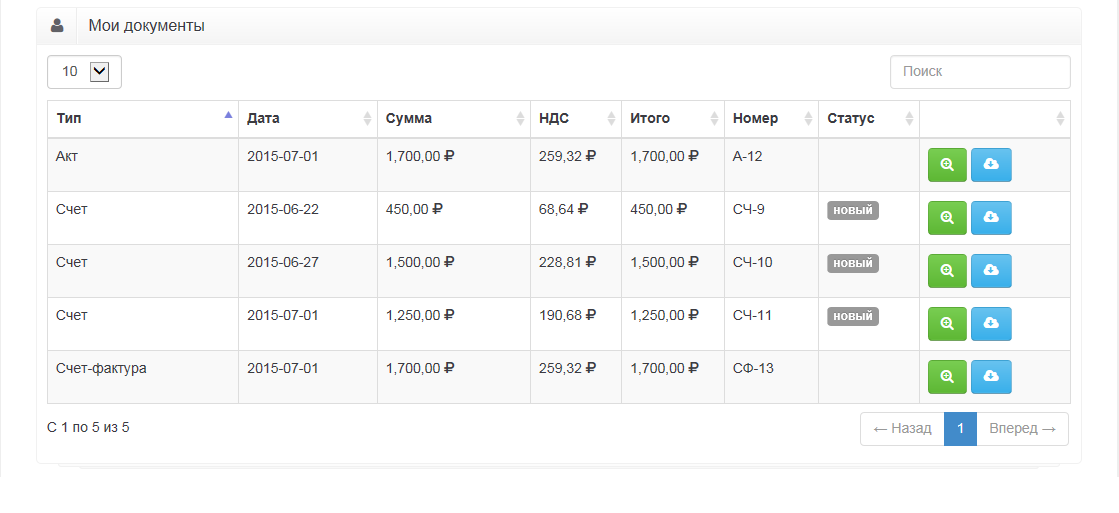 Мои документы
10
Поиск
Тип Дата Сумма НДС Итого Номер Статус
Акт 2015-07-01 1,700,00 ₽ 259,32 ₽ 1,700,00 ₽ А-12
Счет 2015-06-22 450,00 ₽ 68,64 ₽ 450,00 ₽ СЧ-9 новый
Счет 2015-06-27 1,500,00 ₽ 228,81 ₽ 1,500,00 ₽ СЧ-10 новый
Счет 2015-07-01 1,250,00 ₽ 190,68 ₽ 1,250,00 ₽ СЧ-11 новый
Счет-фактура 2015-07-01 1,700,00 ₽ 259,32 ₽ 1,700,00 ₽ СФ-13
С 1 по 5 из 5
← Назад 1 Вперед →